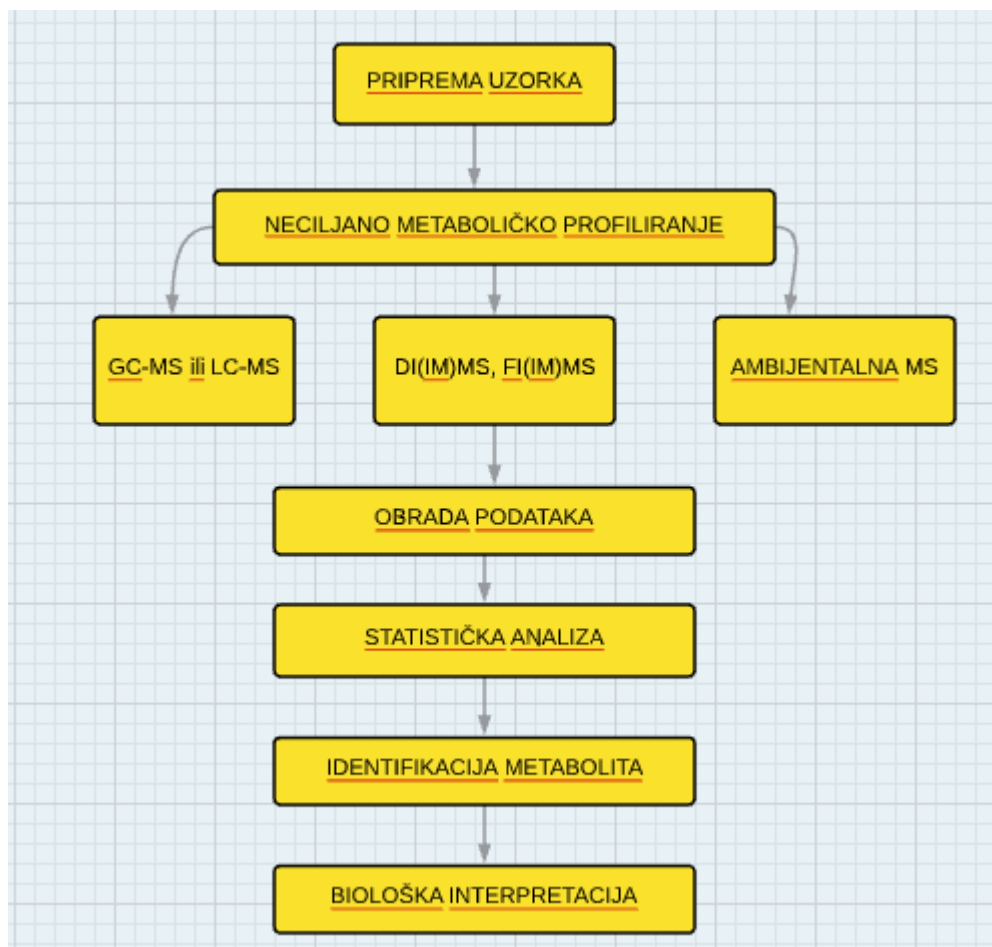 PRIPREMA UZORKA
NECILJANO METABOLIČKO PROFILIRANJE
GC-MS ili LC-MS
DI(IM)MS, FI(IM)MS
AMBIJENTALNA MS
OBRADA PODATAKA
STATISTIČKA ANALIZA
IDENTIFIKACIJA METABOLITA
BIOLOŠKA INTERPRETACIJA